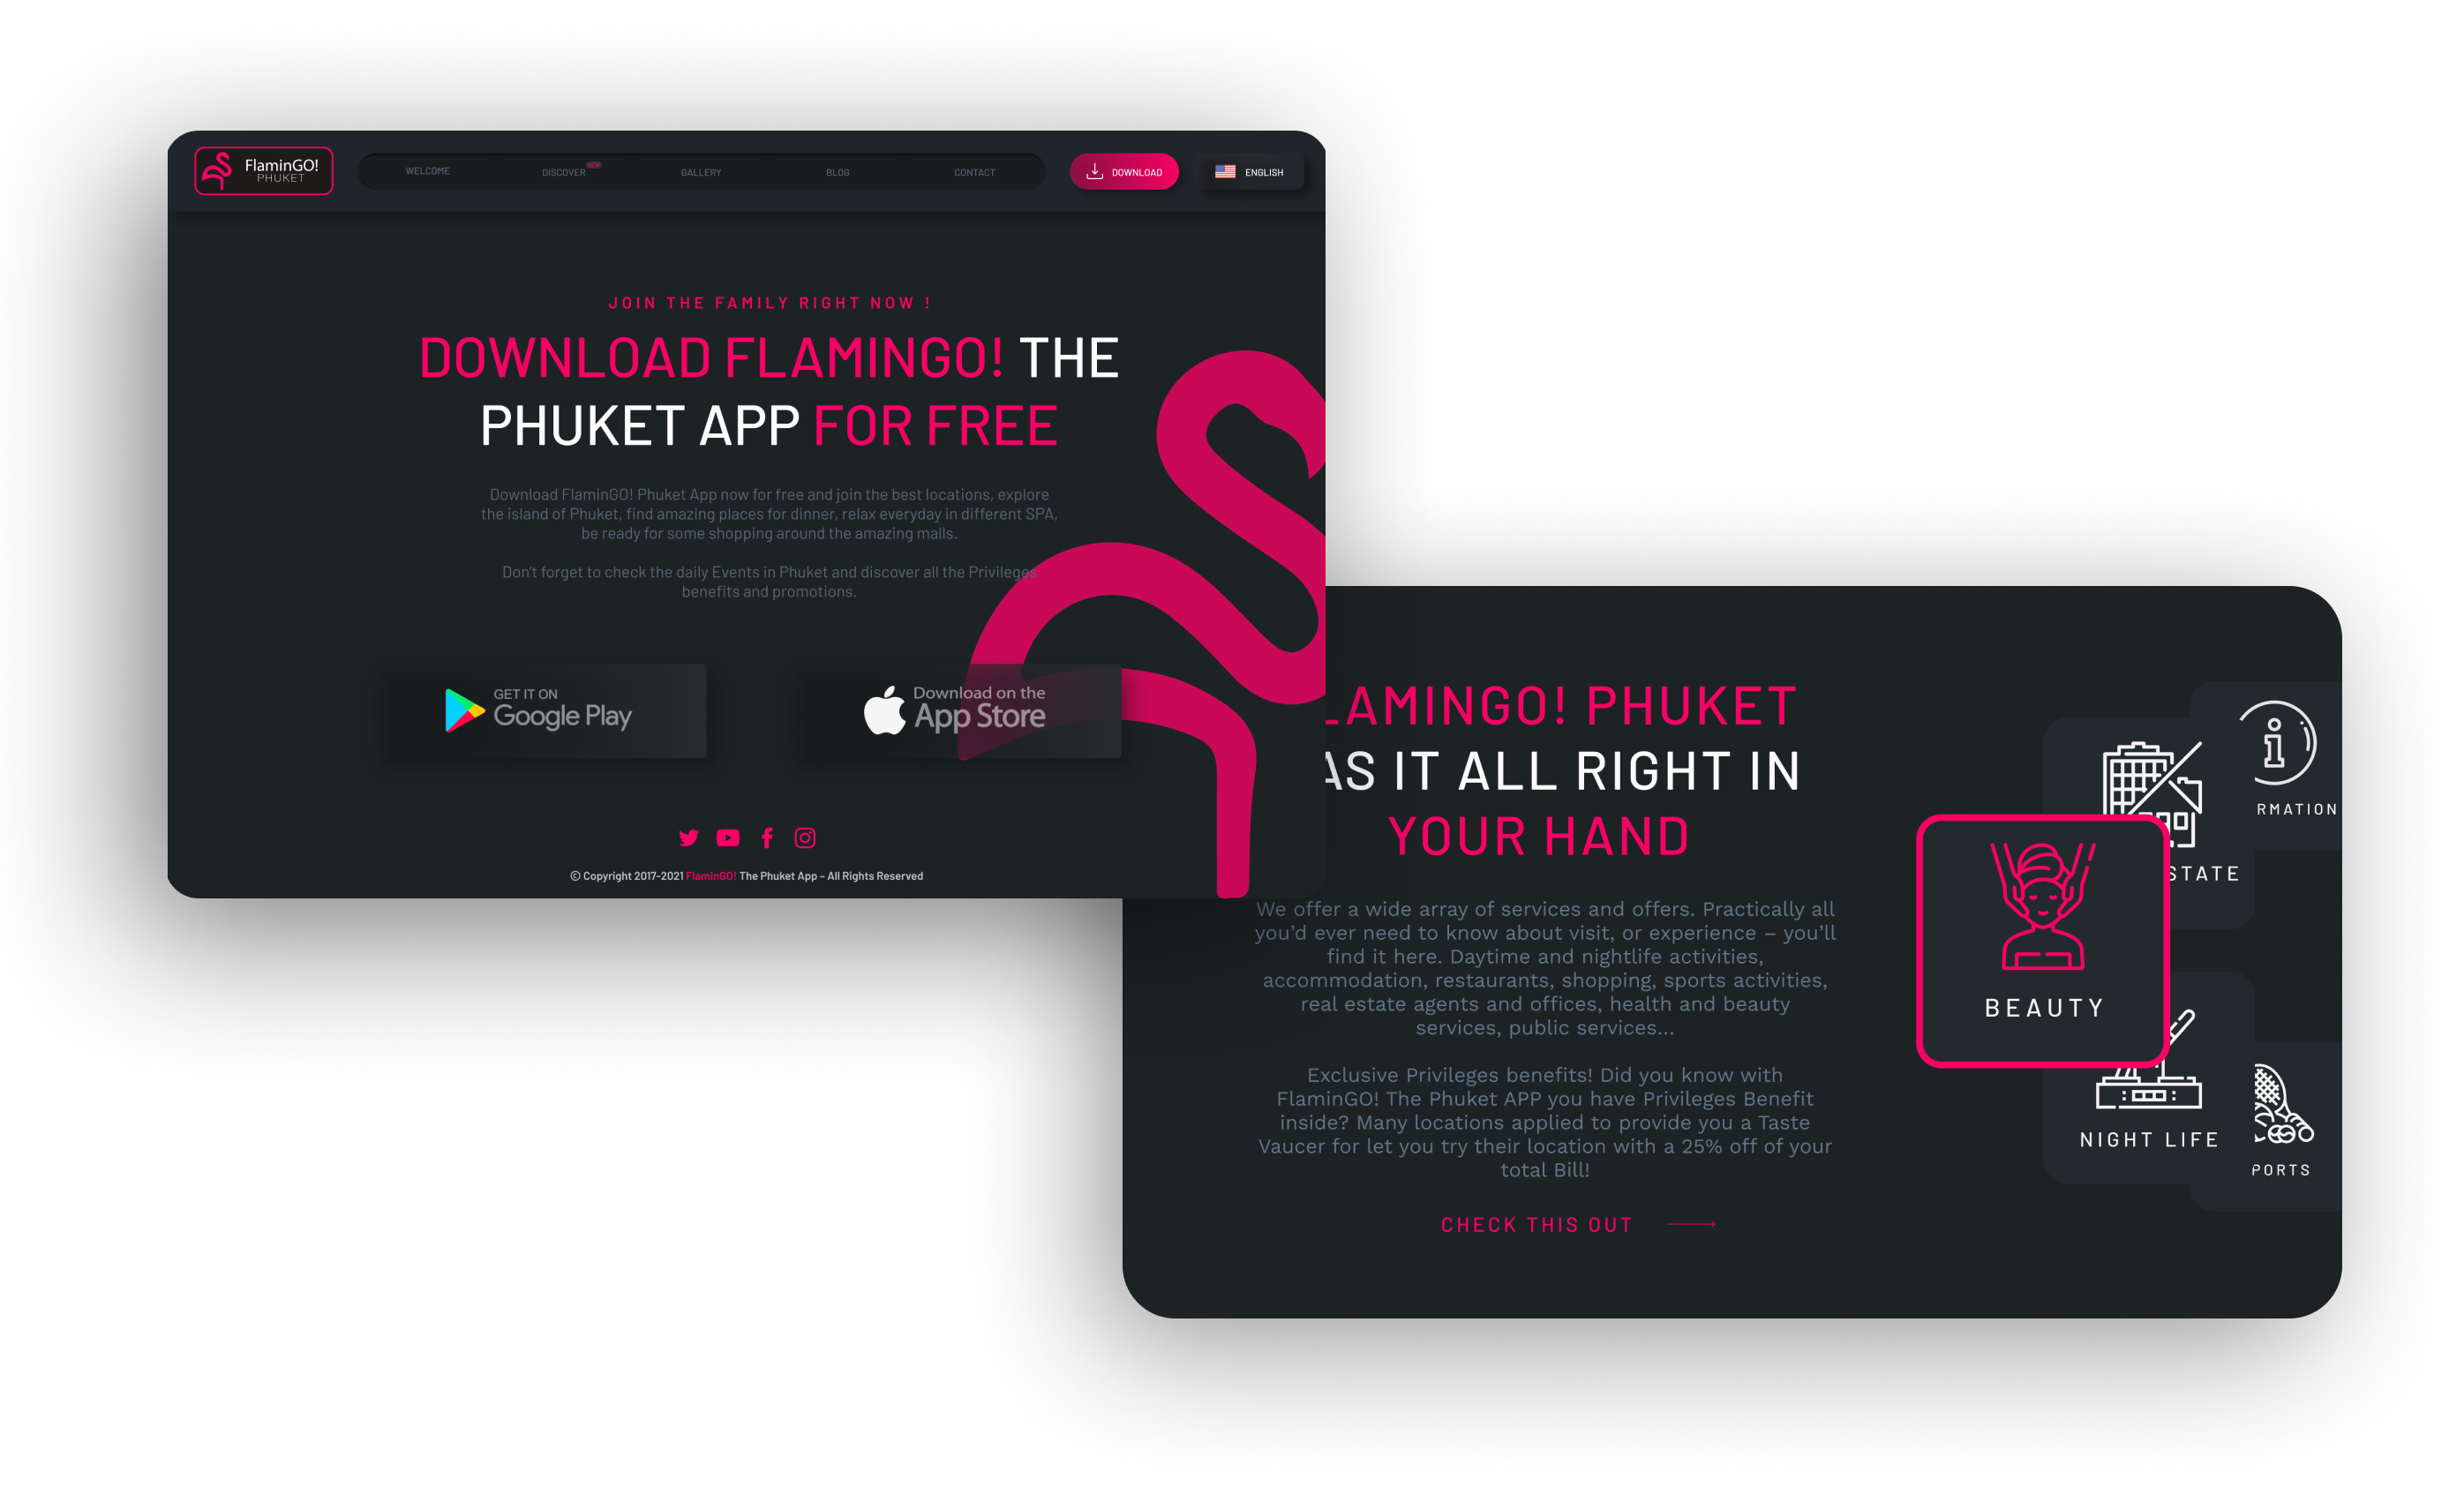 FlaminGO!
PHUKET
WELCOME
DISCOVER
GALLERY
BLOG
CONTACT
DOWNLOAD
ENGLISH
JOIN THE FAMILY RIGHT NOW !
DOWNLOAD FLAMINGO! THE
PHUKET APP FOR FREE
Download FlaminGO! Phuket App now for free and join the best locations, explore
the island of Phuket, find amazing places for dinner, relax everyday in different SPA,
be ready for some shopping around the amazing malls.
Don't forget to check the daily Events in Phuket and discover all the Privileges
benefits and promotions.
GET IT ON
Google Play
Download on the
App Store
© Copyright 2017-2021 FlaminGO! The Phuket App – All Rights Reserved
LAMINGO! PHUKET
AS IT ALL RIGHT IN
YOUR HAND
We offer a wide array of services and offers. Practically all
you'd ever need to know about visit, or experience – you'll
find it here. Daytime and nightlife activities,
accommodation, restaurants, shopping, sports activities,
real estate agents and offices, health and beauty
services, public services...
Exclusive Privileges benefits! Did you know with
FlaminGO! The Phuket APP you have Privileges Benefit
inside? Many locations applied to provide you a Taste
Vaucer for let you try their location with a 25% off of your
total Bill!
CHECK THIS OUT
RMATION
STATE
BEAUTY
NIGHT LIFE
PORTS